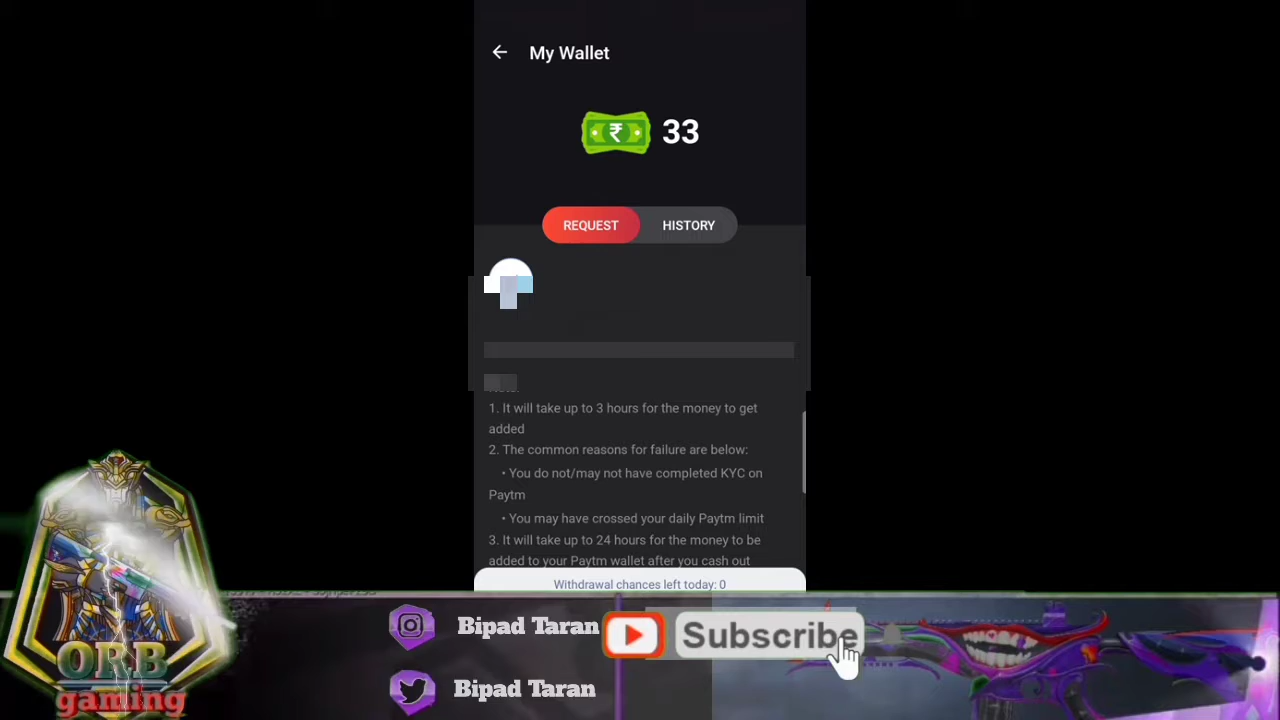 My Wallet
₹ 33
REQUEST
HISTORY
1. It will take up to 3 hours for the money to get
added
2. The common reasons for failure are below:
• You do not/may not have completed KYC on
Paytm
• You may have crossed your daily Paytm limit
3. It will take up to 24 hours for the money to be
added to your Paytm wallet after you cash out
Withdrawal chances left today: 0
Bipad Taran
Subscribe
Bipad Taran
ORB
gaming